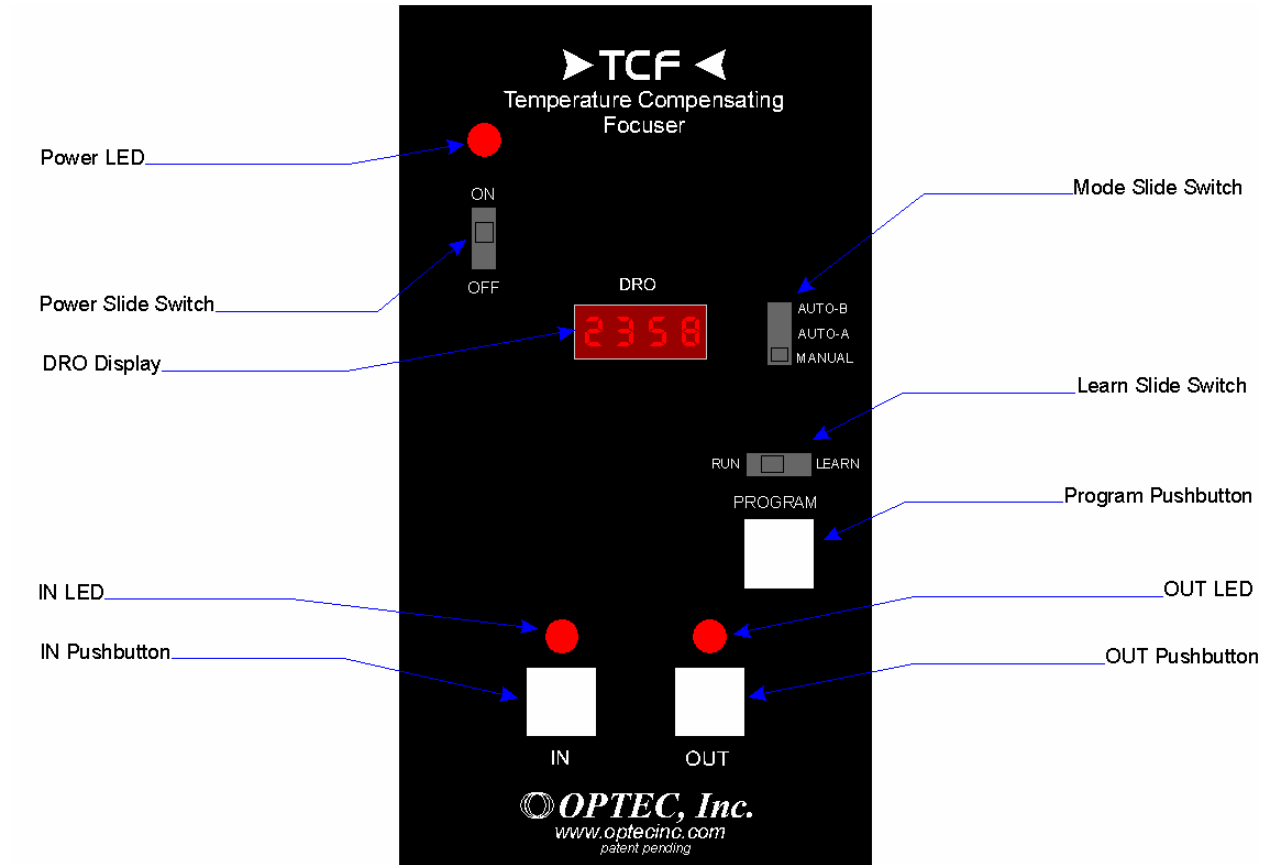 TCF
Temperature Compensating
Focuser
Power LED
ON
Mode Slide Switch
Power Slide Switch
OFF
DRO
AUTO-B
AUTO-A
MANUAL
2358
DRO Display
Learn Slide Switch
RUN
LEARN
PROGRAM
Program Pushbutton
IN LED
OUT LED
IN Pushbutton
OUT Pushbutton
IN
OUT
OPTEC, Inc.
www.optecinc.com
patent pending